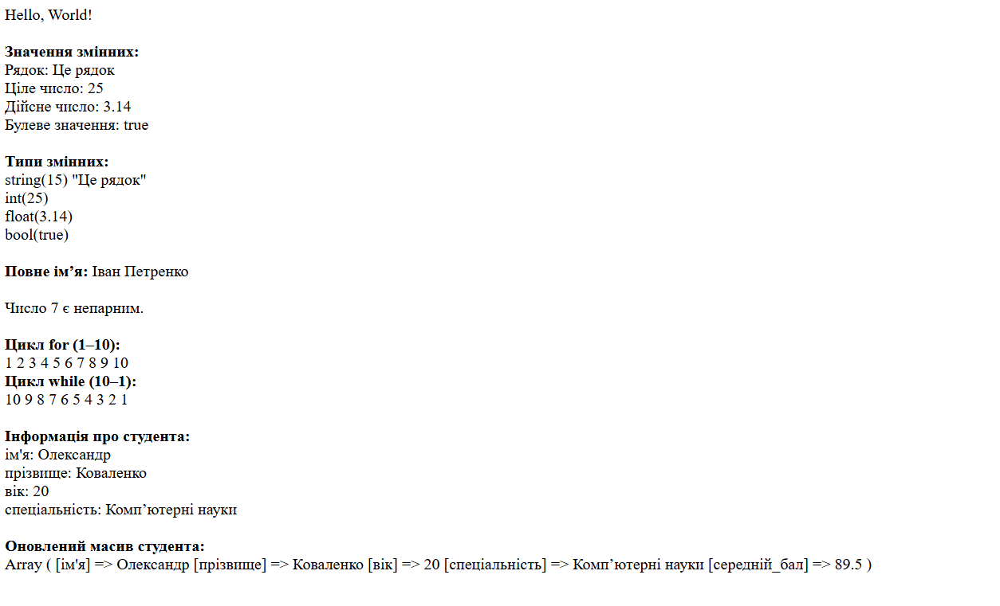 Hello, World!
Значення змінних:
Рядок: Це рядок
Ціле число: 25
Дійсне число: 3.14
Булеве значення: true
Типи змінних:
string(15) "Це рядок"
int(25)
float(3.14)
bool(true)
Повне ім’я: Іван Петренко
Число 7 є непарним.
Цикл for (1–10):
1 2 3 4 5 6 7 8 9 10
Цикл while (10–1):
10 9 8 7 6 5 4 3 2 1
Інформація про студента:
ім'я: Олександр
прізвище: Коваленко
вік: 20
спеціальність: Комп’ютерні науки
Оновлений масив студента:
Array ( [ім'я] => Олександр [прізвище] => Коваленко [вік] => 20 [спеціальність] => Комп’ютерні науки [середній_бал] => 89.5 )